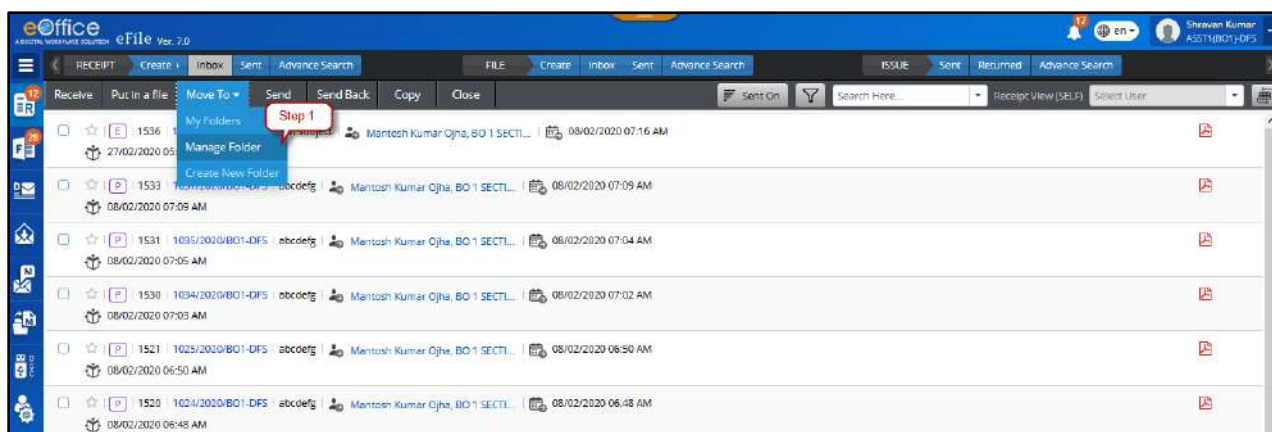 eOffice
A DIGITAL WORKPLACE SOLUTION eFile Ver. 7.0
17
en
Shravan Kumar
ASST1(BO1)-DFS
RECEIPT Create Inbox Sent Advance Search FILE Create Inbox Sent Advance Search ISSUE Sent Returned Advance Search
Receive Put in a file Move To Send Send Back Copy Close Sent On Search Here... Receipt View (SELF) Select User
My Folders
Manage Folder
Create New Folder
Step 1
E 1536 Mantosh Kumar Ojha, BO 1 SECTI... 08/02/2020 07:16 AM
27/02/2020
P 1533 abcdefg Mantosh Kumar Ojha, BO 1 SECTI... 08/02/2020 07:09 AM
08/02/2020 07:09 AM
P 1531 1035/2020/BO1-DFS abcdefg Mantosh Kumar Ojha, BO 1 SECTI... 08/02/2020 07:04 AM
08/02/2020 07:05 AM
P 1530 1034/2020/BO1-DFS abcdefg Mantosh Kumar Ojha, BO 1 SECTI... 08/02/2020 07:02 AM
08/02/2020 07:03 AM
P 1521 1025/2020/BO1-DFS abcdefg Mantosh Kumar Ojha, BO 1 SECTI... 08/02/2020 06:50 AM
08/02/2020 06:50 AM
P 1520 1024/2020/BO1-DFS abcdefg Mantosh Kumar Ojha, BO 1 SECTI... 08/02/2020 06:48 AM
08/02/2020 06:48 AM